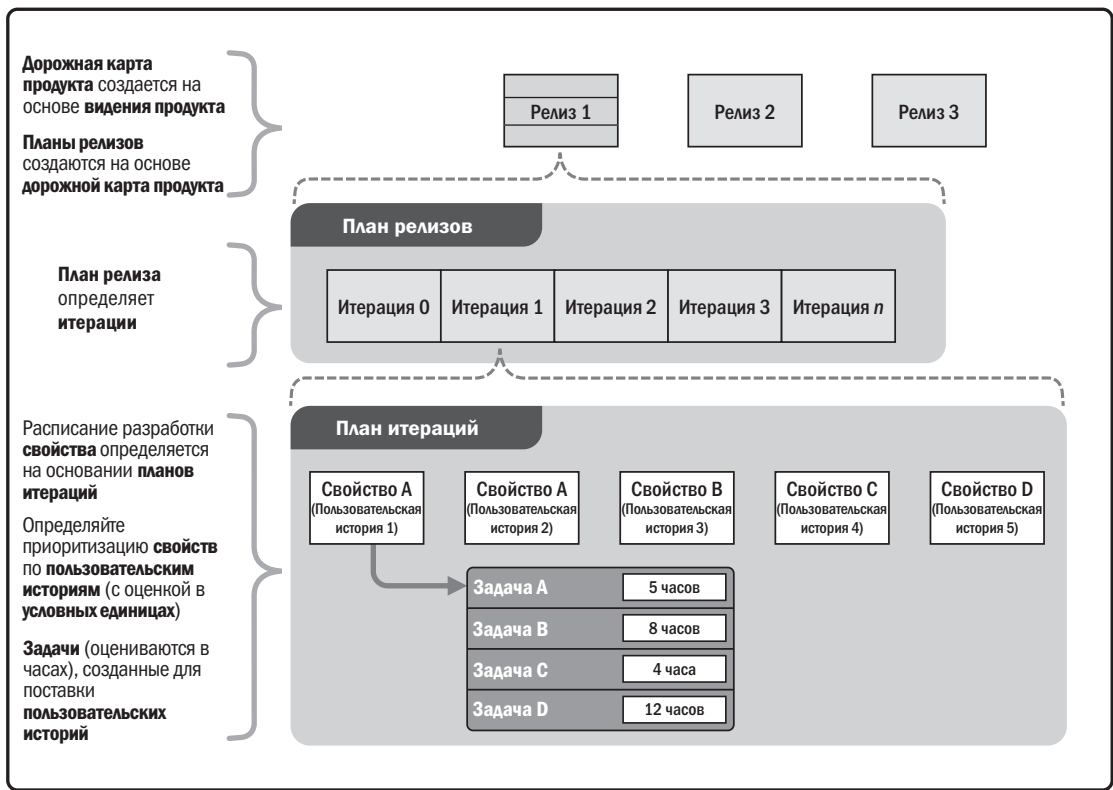 Дорожная карта
продукта создается на
основе видения продукта
Планы релизов
создаются на основе
дорожной карта продукта
Релиз 1
Релиз 2
Релиз 3
План релизов
План релиза
определяет
итерации
Итерация 0
Итерация 1
Итерация 2
Итерация 3
Итерация n
План итераций
Расписание разработки
свойства определяется
на основании планов
итераций
Определяйте
приоритизацию свойств
по пользовательским
историям (с оценкой в
условных единицах)
Задачи (оцениваются в
часах), созданные для
поставки
пользовательских
историй
Свойство A
(Пользовательская
история 1)
Свойство A
(Пользовательская
история 2)
Свойство B
(Пользовательская
история 3)
Свойство C
(Пользовательская
история 4)
Свойство D
(Пользовательская
история 5)
Задача A
5 часов
Задача B
8 часов
Задача C
4 часа
Задача D
12 часов